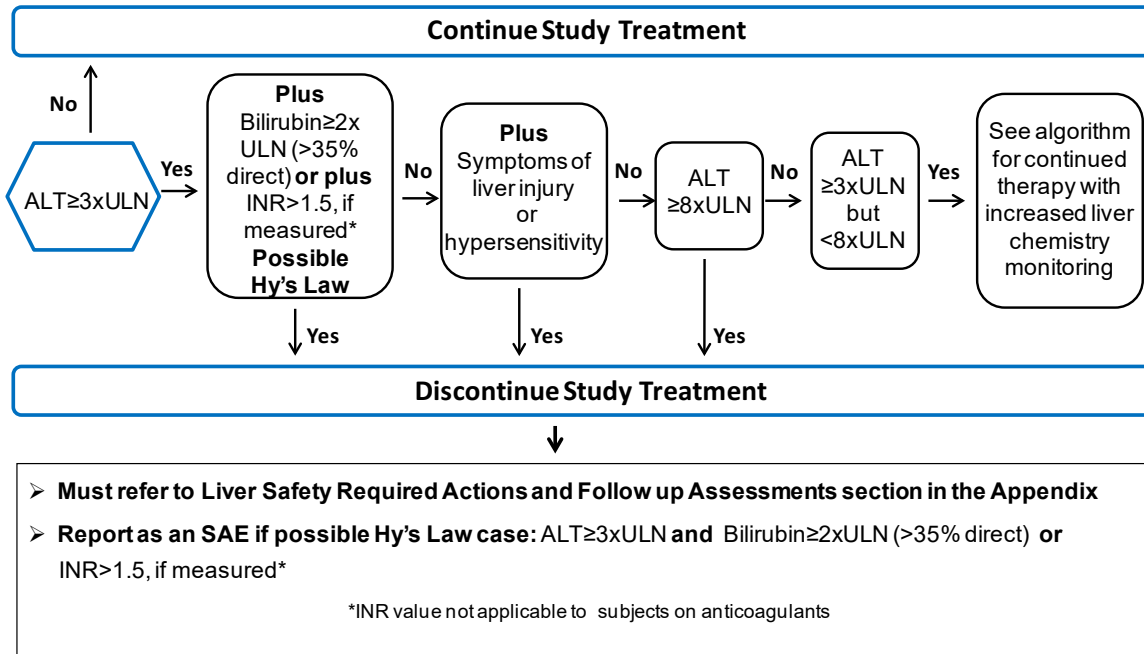 Continue Study Treatment
No
ALT≥3xULN
Yes
Plus
Bilirubin≥2x
ULN (>35%
direct) or plus
INR>1.5, if
measured*
Possible
Hy's Law
No
Plus
Symptoms of
liver injury
or
hypersensitivity
No
ALT
≥8xULN
No
ALT
≥3xULN
but
<8xULN
Yes
See algorithm
for continued
therapy with
increased liver
chemistry
monitoring
Yes
Yes
Yes
Discontinue Study Treatment
➢ Must refer to Liver Safety Required Actions and Follow up Assessments section in the Appendix
➢ Report as an SAE if possible Hy's Law case: ALT≥3xULN and Bilirubin≥2xULN (>35% direct) or
INR>1.5, if measured*
*INR value not applicable to subjects on anticoagulants